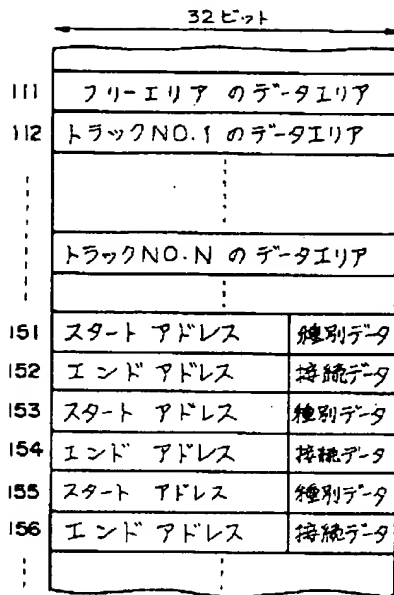 32ビット
111 フリーエリア のデータエリア
112 トラックNO.1 のデータエリア
トラックNO.N のデータエリア
151 スタート アドレス 種別データ
152 エンド アドレス 接続データ
153 スタート アドレス 種別データ
154 エンド アドレス 接続データ
155 スタート アドレス 種別データ
156 エンド アドレス 接続データ